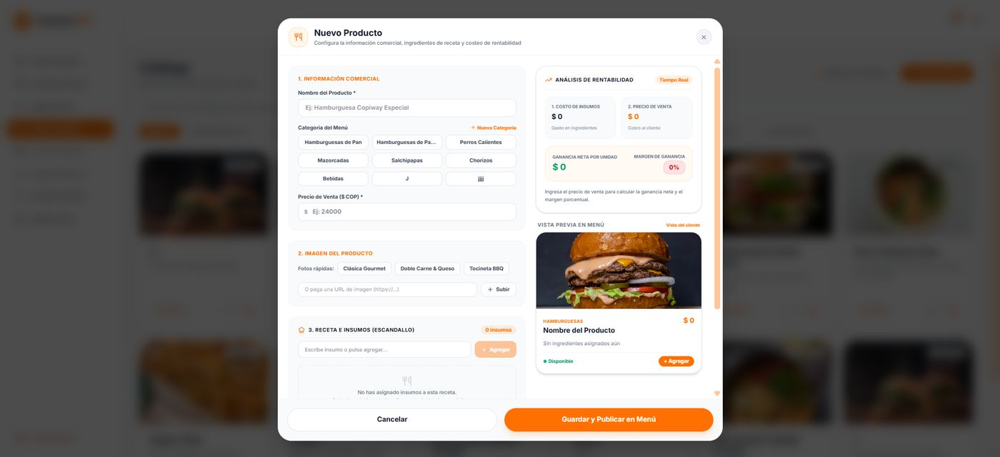 Nuevo Producto
Configura la información comercial, ingredientes de receta y costeo de rentabilidad
1. INFORMACIÓN COMERCIAL
Nombre del Producto *
Ej: Hamburguesa Copiway Especial
Categoría del Menú
+ Nueva Categoría
Hamburguesas de Pan
Hamburguesas de Pa...
Perros Calientes
Mazorcadas
Salchipapas
Chorizos
Bebidas
J
jjjj
Precio de Venta ($ COP) *
$ Ej: 24000
2. IMAGEN DEL PRODUCTO
Fotos rápidas:
Clásica Gourmet
Doble Carne & Queso
Tocineta BBQ
O pega una URL de imagen (https://...)
+ Subir
3. RECETA E INSUMOS (ESCANDALLO)
0 insumos
Escribe insumo o pulsa agregar...
+ Agregar
No has asignado insumos a esta receta.
ANÁLISIS DE RENTABILIDAD
Tiempo Real
1. COSTO DE INSUMOS
$ 0
Gasto en ingredientes
2. PRECIO DE VENTA
$ 0
Cobro al cliente
GANANCIA NETA POR UNIDAD
$ 0
MARGEN DE GANANCIA
0%
Ingresa el precio de venta para calcular la ganancia neta y el
margen porcentual.
VISTA PREVIA EN MENÚ
Vista del cliente
HAMBURGUESAS
$ 0
Nombre del Producto
Sin ingredientes asignados aún
Disponible
+ Agregar
Cancelar
Guardar y Publicar en Menú